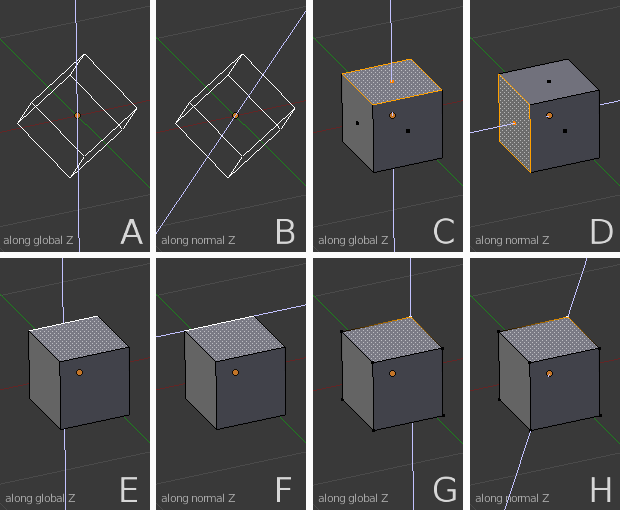 along global Z A
along normal Z B
along global Z C
along normal Z D
along global Z E
along normal Z F
along global Z G
along normal Z H